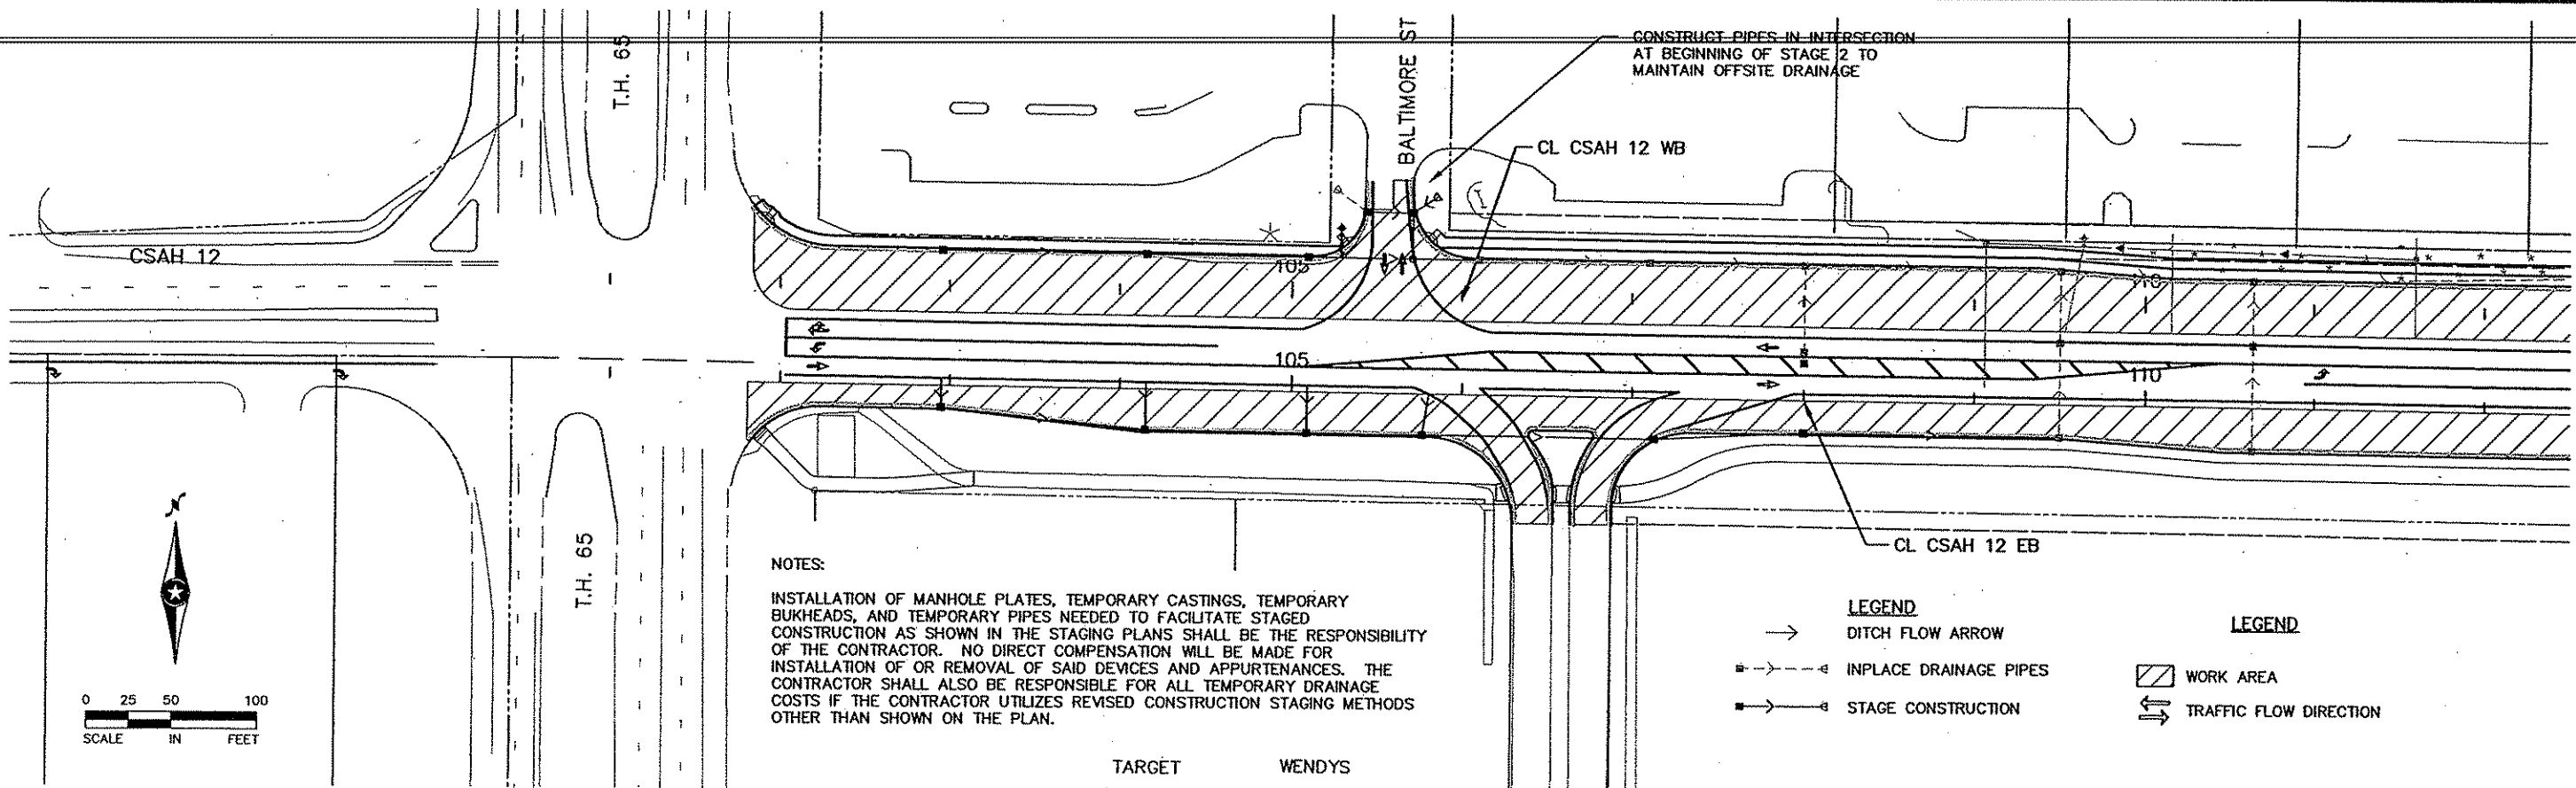 T.H. 65
BALTIMORE ST
CONSTRUCT PIPES IN INTERSECTION
AT BEGINNING OF STAGE 2 TO
MAINTAIN OFFSITE DRAINAGE
CL CSAH 12 WB
CSAH 12
105
110
105
110
CL CSAH 12 EB
T.H. 65
N
0 25 50 100
SCALE IN FEET
NOTES:
INSTALLATION OF MANHOLE PLATES, TEMPORARY CASTINGS, TEMPORARY
BUKHEADS, AND TEMPORARY PIPES NEEDED TO FACILITATE STAGED
CONSTRUCTION AS SHOWN IN THE STAGING PLANS SHALL BE THE RESPONSIBILITY
OF THE CONTRACTOR. NO DIRECT COMPENSATION WILL BE MADE FOR
INSTALLATION OF OR REMOVAL OF SAID DEVICES AND APPURTENANCES. THE
CONTRACTOR SHALL ALSO BE RESPONSIBLE FOR ALL TEMPORARY DRAINAGE
COSTS IF THE CONTRACTOR UTILIZES REVISED CONSTRUCTION STAGING METHODS
OTHER THAN SHOWN ON THE PLAN.
TARGET
WENDYS
LEGEND
DITCH FLOW ARROW
INPLACE DRAINAGE PIPES
STAGE CONSTRUCTION
LEGEND
WORK AREA
TRAFFIC FLOW DIRECTION